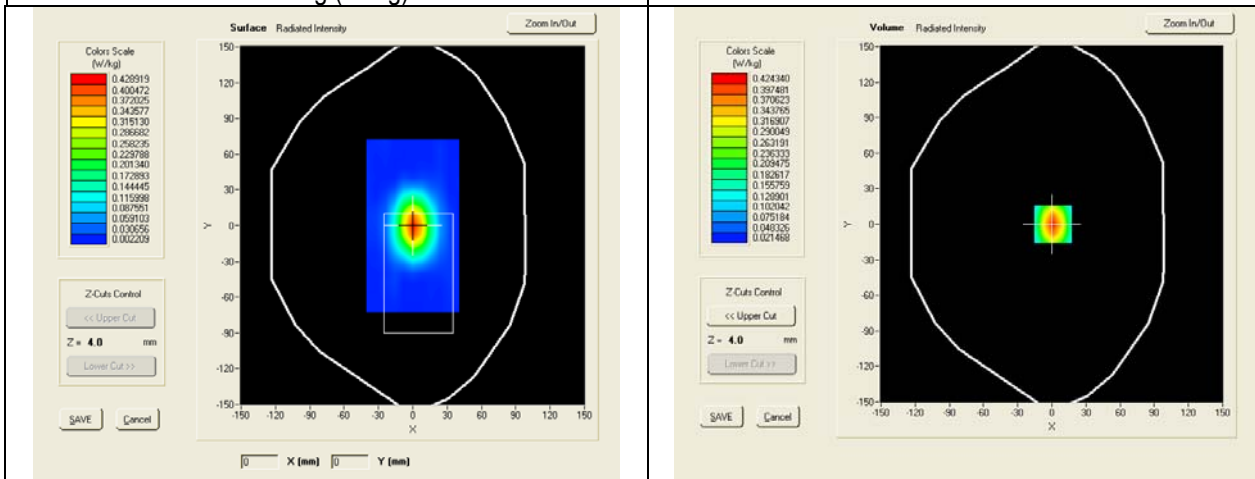 Surface Radiated Intensity
Zoom In/Out
Colors Scale
(W/kg)
0.428919
0.400472
0.372025
0.343577
0.315130
0.286682
0.258235
0.229788
0.201340
0.172893
0.144445
0.115998
0.087551
0.059103
0.030656
0.002209
150
120
90
60
30
0
-30
-60
-90
-120
-150
Y
-150 -120 -90 -60 -30 0 30 60 90 120 150
X
Z-Cuts Control
<< Upper Cut
Z = 4.0 mm
Lower Cut >>
SAVE Cancel
0 X (mm) 0 Y (mm)
Volume Radiated Intensity
Zoom In/Out
Colors Scale
(W/kg)
0.424340
0.397481
0.370623
0.343765
0.316907
0.290049
0.263191
0.236333
0.209475
0.182617
0.155759
0.128901
0.102042
0.075184
0.048326
0.021468
150
120
90
60
30
0
-30
-60
-90
-120
-150
Y
-150 -120 -90 -60 -30 0 30 60 90 120 150
X
Z-Cuts Control
<< Upper Cut
Z = 4.0 mm
Lower Cut >>
SAVE Cancel